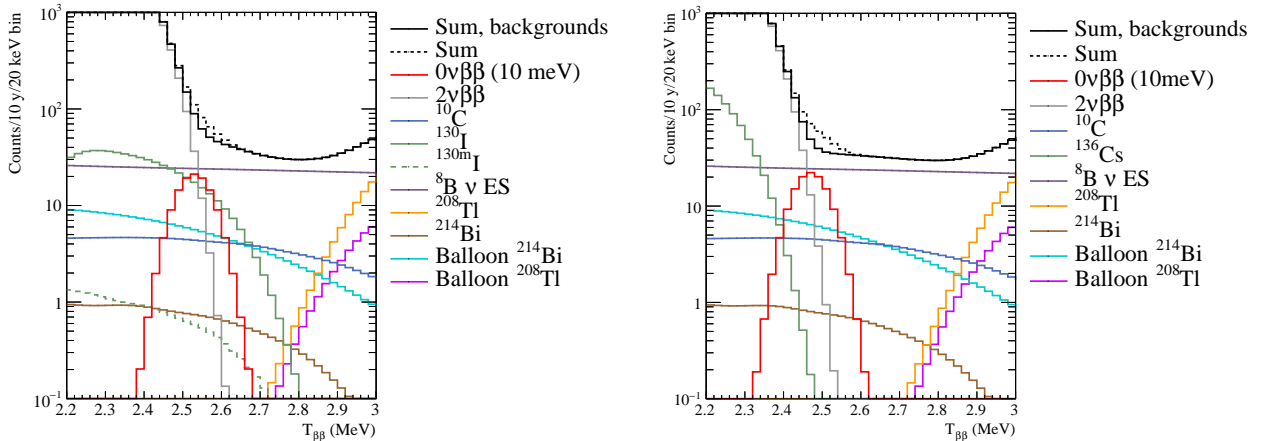 Counts/10 y/20 keV bin
10³
10²
10
1
10⁻¹
2.2 2.3 2.4 2.5 2.6 2.7 2.8 2.9 3
T_ββ (MeV)
Sum, backgrounds
Sum
0νββ (10 meV)
2νββ
¹⁰C
¹³⁰I
¹³⁰ᵐI
⁸B ν ES
²⁰⁸Tl
²¹⁴Bi
Balloon ²¹⁴Bi
Balloon ²⁰⁸Tl
Counts/10 y/20 keV bin
10³
10²
10
1
10⁻¹
2.2 2.3 2.4 2.5 2.6 2.7 2.8 2.9 3
T_ββ (MeV)
Sum, backgrounds
Sum
0νββ (10meV)
2νββ
¹⁰C
¹³⁶Cs
⁸B ν ES
²⁰⁸Tl
²¹⁴Bi
Balloon ²¹⁴Bi
Balloon ²⁰⁸Tl